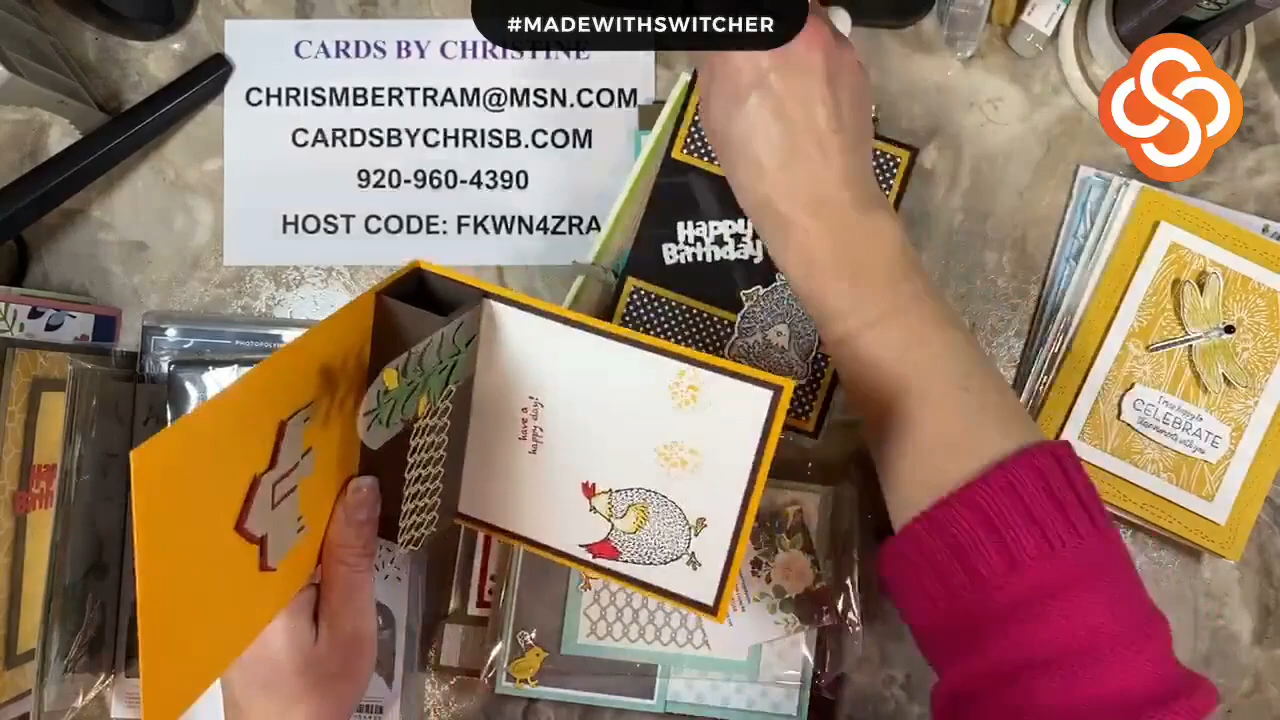 #MADEWITHSWITCHER
CARDS BY CHRISTINE
CHRISMBERTRAM@MSN.COM
CARDSBYCHRISB.COM
920-960-4390
HOST CODE: FKWN4ZRA
Happy
Birthday
have a
happy day!
CELEBRATE